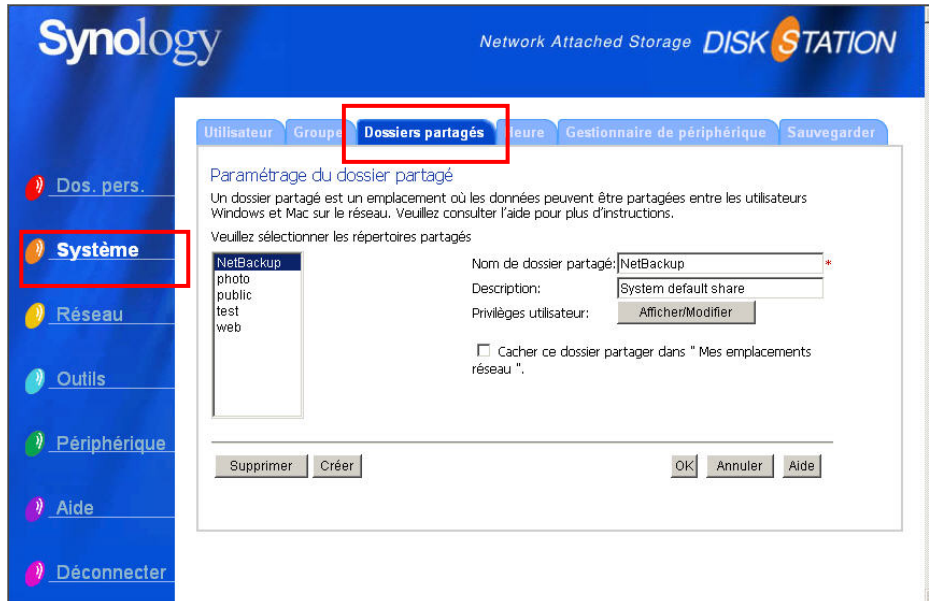 Synology
Network Attached Storage DISK STATION
Utilisateur Groupe Dossiers partagés Heure Gestionnaire de périphérique Sauvegarder
Dos. pers.
Système
Réseau
Outils
Périphérique
Aide
Déconnecter
Paramétrage du dossier partagé
Un dossier partagé est un emplacement où les données peuvent être partagées entre les utilisateurs
Windows et Mac sur le réseau. Veuillez consulter l'aide pour plus d'instructions.
Veuillez sélectionner les répertoires partagés
NetBackup
photo
public
test
web
Nom de dossier partagé: NetBackup *
Description: System default share
Privilèges utilisateur: Afficher/Modifier
Cacher ce dossier partager dans " Mes emplacements
réseau ".
Supprimer Créer OK Annuler Aide